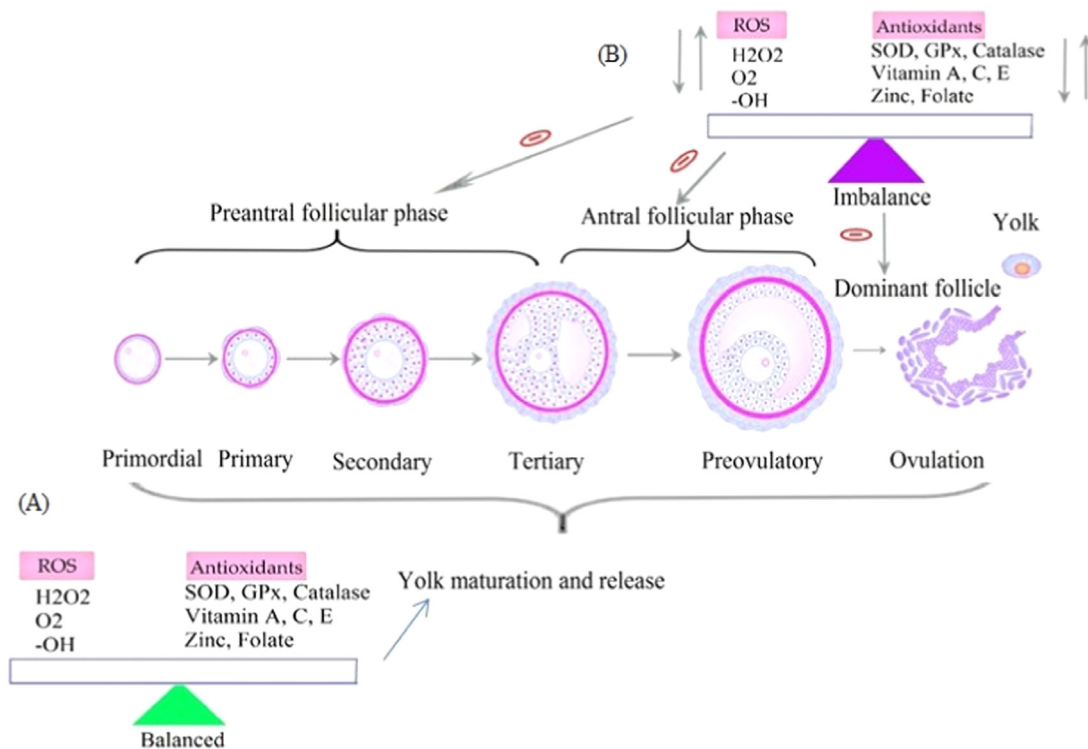 (B)
ROS
H2O2
O2
-OH
Antioxidants
SOD, GPx, Catalase
Vitamin A, C, E
Zinc, Folate
Imbalance
Preantral follicular phase
Antral follicular phase
Yolk
Dominant follicle
Primordial
Primary
Secondary
Tertiary
Preovulatory
Ovulation
(A)
ROS
H2O2
O2
-OH
Antioxidants
SOD, GPx, Catalase
Vitamin A, C, E
Zinc, Folate
Yolk maturation and release
Balanced